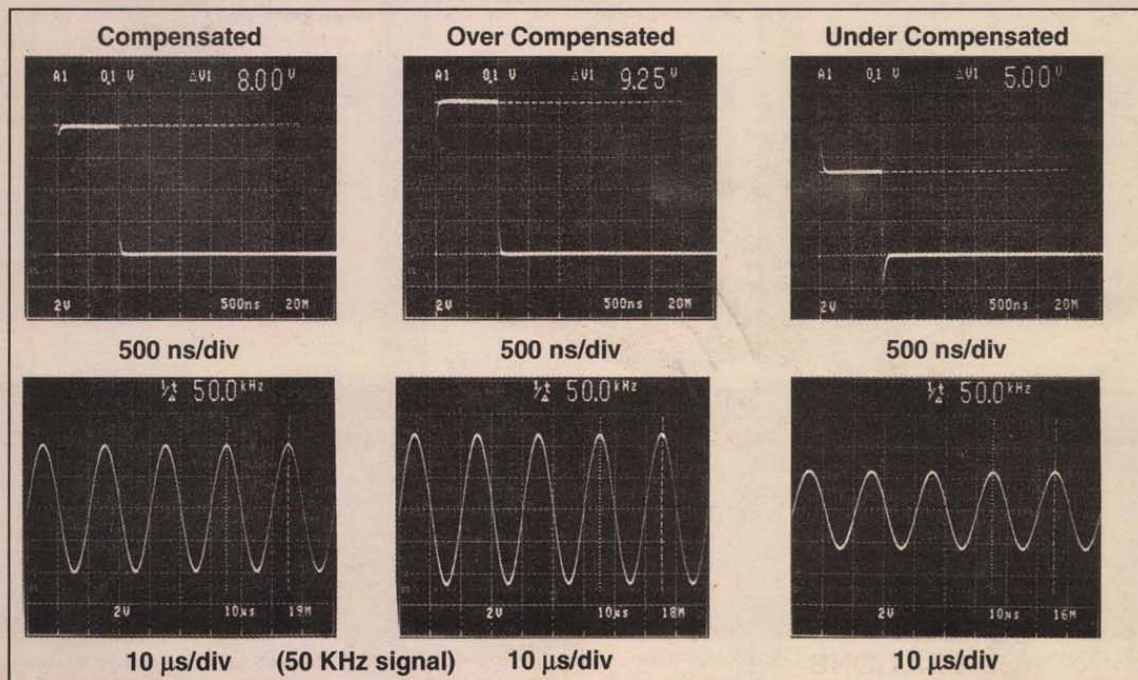 Compensated
A1 0.1 V ΔV1 8.00 V
2V 500ns 20M
500 ns/div
Over Compensated
A1 0.1 V ΔV1 9.25 V
2V 500ns 20M
500 ns/div
Under Compensated
A1 0.1 V ΔV1 5.00 V
2V 500ns 20M
500 ns/div
1/Δt 50.0kHz
2V 10µs 19M
10 µs/div
(50 KHz signal)
1/Δt 50.0kHz
2V 10µs 18M
10 µs/div
1/Δt 50.0kHz
2V 10µs 16M
10 µs/div